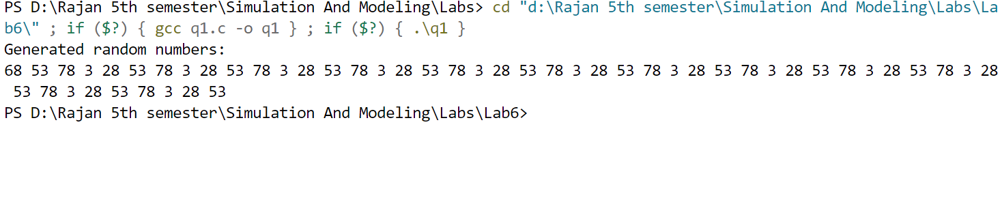 PS D:\Rajan 5th semester\Simulation And Modeling\Labs> cd "d:\Rajan 5th semester\Simulation And Modeling\Labs\La
b6\" ; if ($?) { gcc q1.c -o q1 } ; if ($?) { .\q1 }
Generated random numbers:
68 53 78 3 28 53 78 3 28 53 78 3 28 53 78 3 28 53 78 3 28 53 78 3 28 53 78 3 28 53 78 3 28 53 78 3 28 53 78 3 28
53 78 3 28 53 78 3 28 53
PS D:\Rajan 5th semester\Simulation And Modeling\Labs\Lab6>